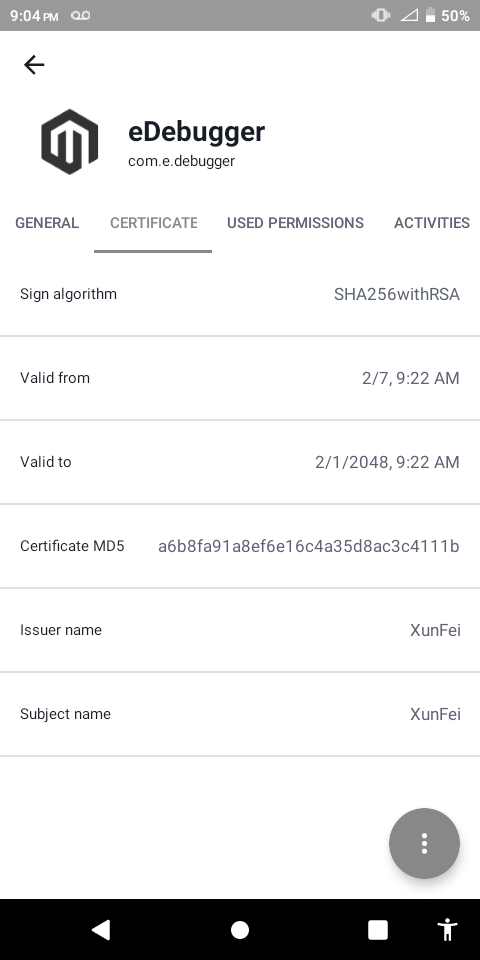 9:04 PM 50%
eDebugger
com.e.debugger
GENERAL CERTIFICATE USED PERMISSIONS ACTIVITIES
Sign algorithm SHA256withRSA
Valid from 2/7, 9:22 AM
Valid to 2/1/2048, 9:22 AM
Certificate MD5 a6b8fa91a8ef6e16c4a35d8ac3c4111b
Issuer name XunFei
Subject name XunFei